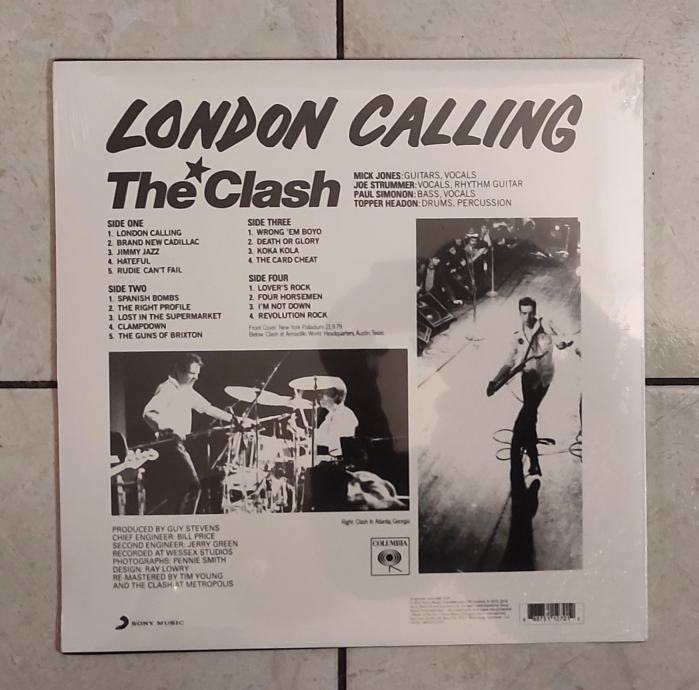 LONDON CALLING
The Clash
MICK JONES: GUITARS, VOCALS
JOE STRUMMER: VOCALS, RHYTHM GUITAR
PAUL SIMONON: BASS, VOCALS
TOPPER HEADON: DRUMS, PERCUSSION
SIDE ONE
1. LONDON CALLING
2. BRAND NEW CADILLAC
3. JIMMY JAZZ
4. HATEFUL
5. RUDIE CAN'T FAIL
SIDE TWO
1. SPANISH BOMBS
2. THE RIGHT PROFILE
3. LOST IN THE SUPERMARKET
4. CLAMPDOWN
5. THE GUNS OF BRIXTON
SIDE THREE
1. WRONG 'EM BOYO
2. DEATH OR GLORY
3. KOKA KOLA
4. THE CARD CHEAT
SIDE FOUR
1. LOVER'S ROCK
2. FOUR HORSEMEN
3. I'M NOT DOWN
4. REVOLUTION ROCK
Front Cover: New York Palladium 21.9.79
Below: Clash at Armadillo World Headquarters, Austin, Texas
Right: Clash In Atlanta, Georgia
PRODUCED BY GUY STEVENS
CHIEF ENGINEER: BILL PRICE
SECOND ENGINEER: JERRY GREEN
RECORDED AT WESSEX STUDIOS
PHOTOGRAPHS: PENNIE SMITH
DESIGN: RAY LOWRY
RE-MASTERED BY TIM YOUNG
AND THE CLASH AT METROPOLIS
COLUMBIA
SONY MUSIC